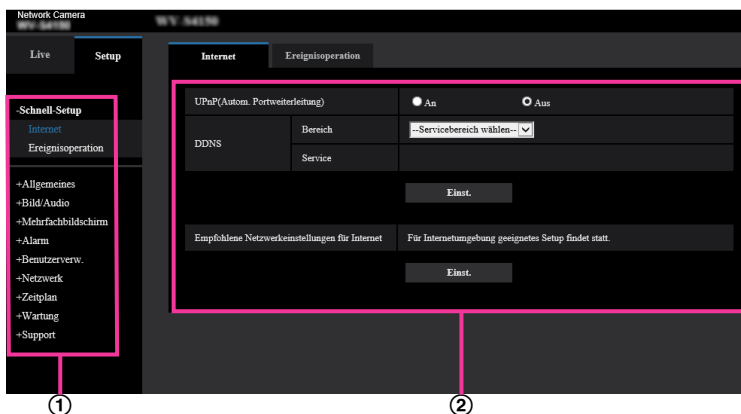 Network Camera
Live
Setup
-Schnell-Setup
Internet
Ereignisoperation
+Allgemeines
+Bild/Audio
+Mehrfachbildschirm
+Alarm
+Benutzerverw.
+Netzwerk
+Zeitplan
+Wartung
+Support
Internet
Ereignisoperation
UPnP(Autom. Portweiterleitung)
An
Aus
DDNS
Bereich
--Servicebereich wählen--
Service
Einst.
Empfohlene Netzwerkeinstellungen für Internet
Für Internetumgebung geeignetes Setup findet statt.
Einst.
①
②